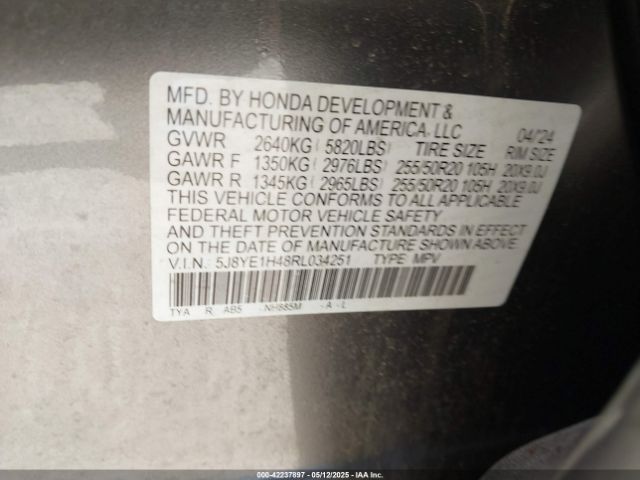 MFD. BY HONDA DEVELOPMENT &
MANUFACTURING OF AMERICA, LLC 04/24
GVWR 2640KG (5820LBS) TIRE SIZE RIM SIZE
GAWR F 1350KG (2976LBS) 255/50R20 105H 20X9.0J
GAWR R 1345KG (2965LBS) 255/50R20 105H 20X9.0J
THIS VEHICLE CONFORMS TO ALL APPLICABLE
FEDERAL MOTOR VEHICLE SAFETY
AND THEFT PREVENTION STANDARDS IN EFFECT
ON THE DATE OF MANUFACTURE SHOWN ABOVE.
V.I.N.: 5J8YE1H48RL034251 TYPE: MPV
TYA R, AB5 -NH885M -A -L
000-42237897 - 05/12/2025 - IAA Inc.